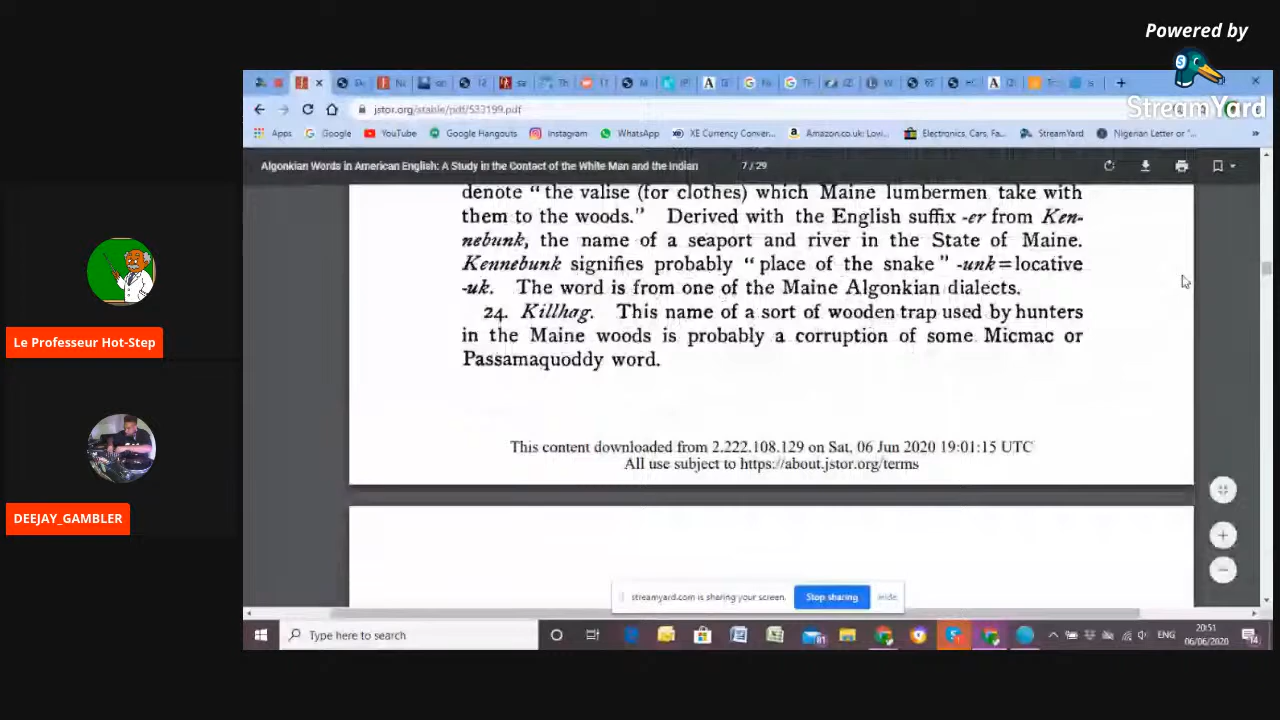 Powered by
StreamYard
jstor.org/stable/pdf/533199.pdf
Apps Google YouTube Google Hangouts Instagram WhatsApp XE Currency Conver... Amazon.co.uk: Low... Electronics, Cars, Fa... StreamYard Nigerian Letter or "...
Algonkian Words in American English: A Study in the Contact of the White Man and the Indian 7 / 29
denote "the valise (for clothes) which Maine lumbermen take with
them to the woods." Derived with the English suffix -er from Ken-
nebunk, the name of a seaport and river in the State of Maine.
Kennebunk signifies probably "place of the snake" -unk=locative
-uk. The word is from one of the Maine Algonkian dialects.
24. Killhag. This name of a sort of wooden trap used by hunters
in the Maine woods is probably a corruption of some Micmac or
Passamaquoddy word.
This content downloaded from 2.222.108.129 on Sat, 06 Jun 2020 19:01:15 UTC
All use subject to https://about.jstor.org/terms
Le Professeur Hot-Step
DEEJAY_GAMBLER
streamyard.com is sharing your screen. Stop sharing Hide
Type here to search
ENG
20:51
06/06/2020